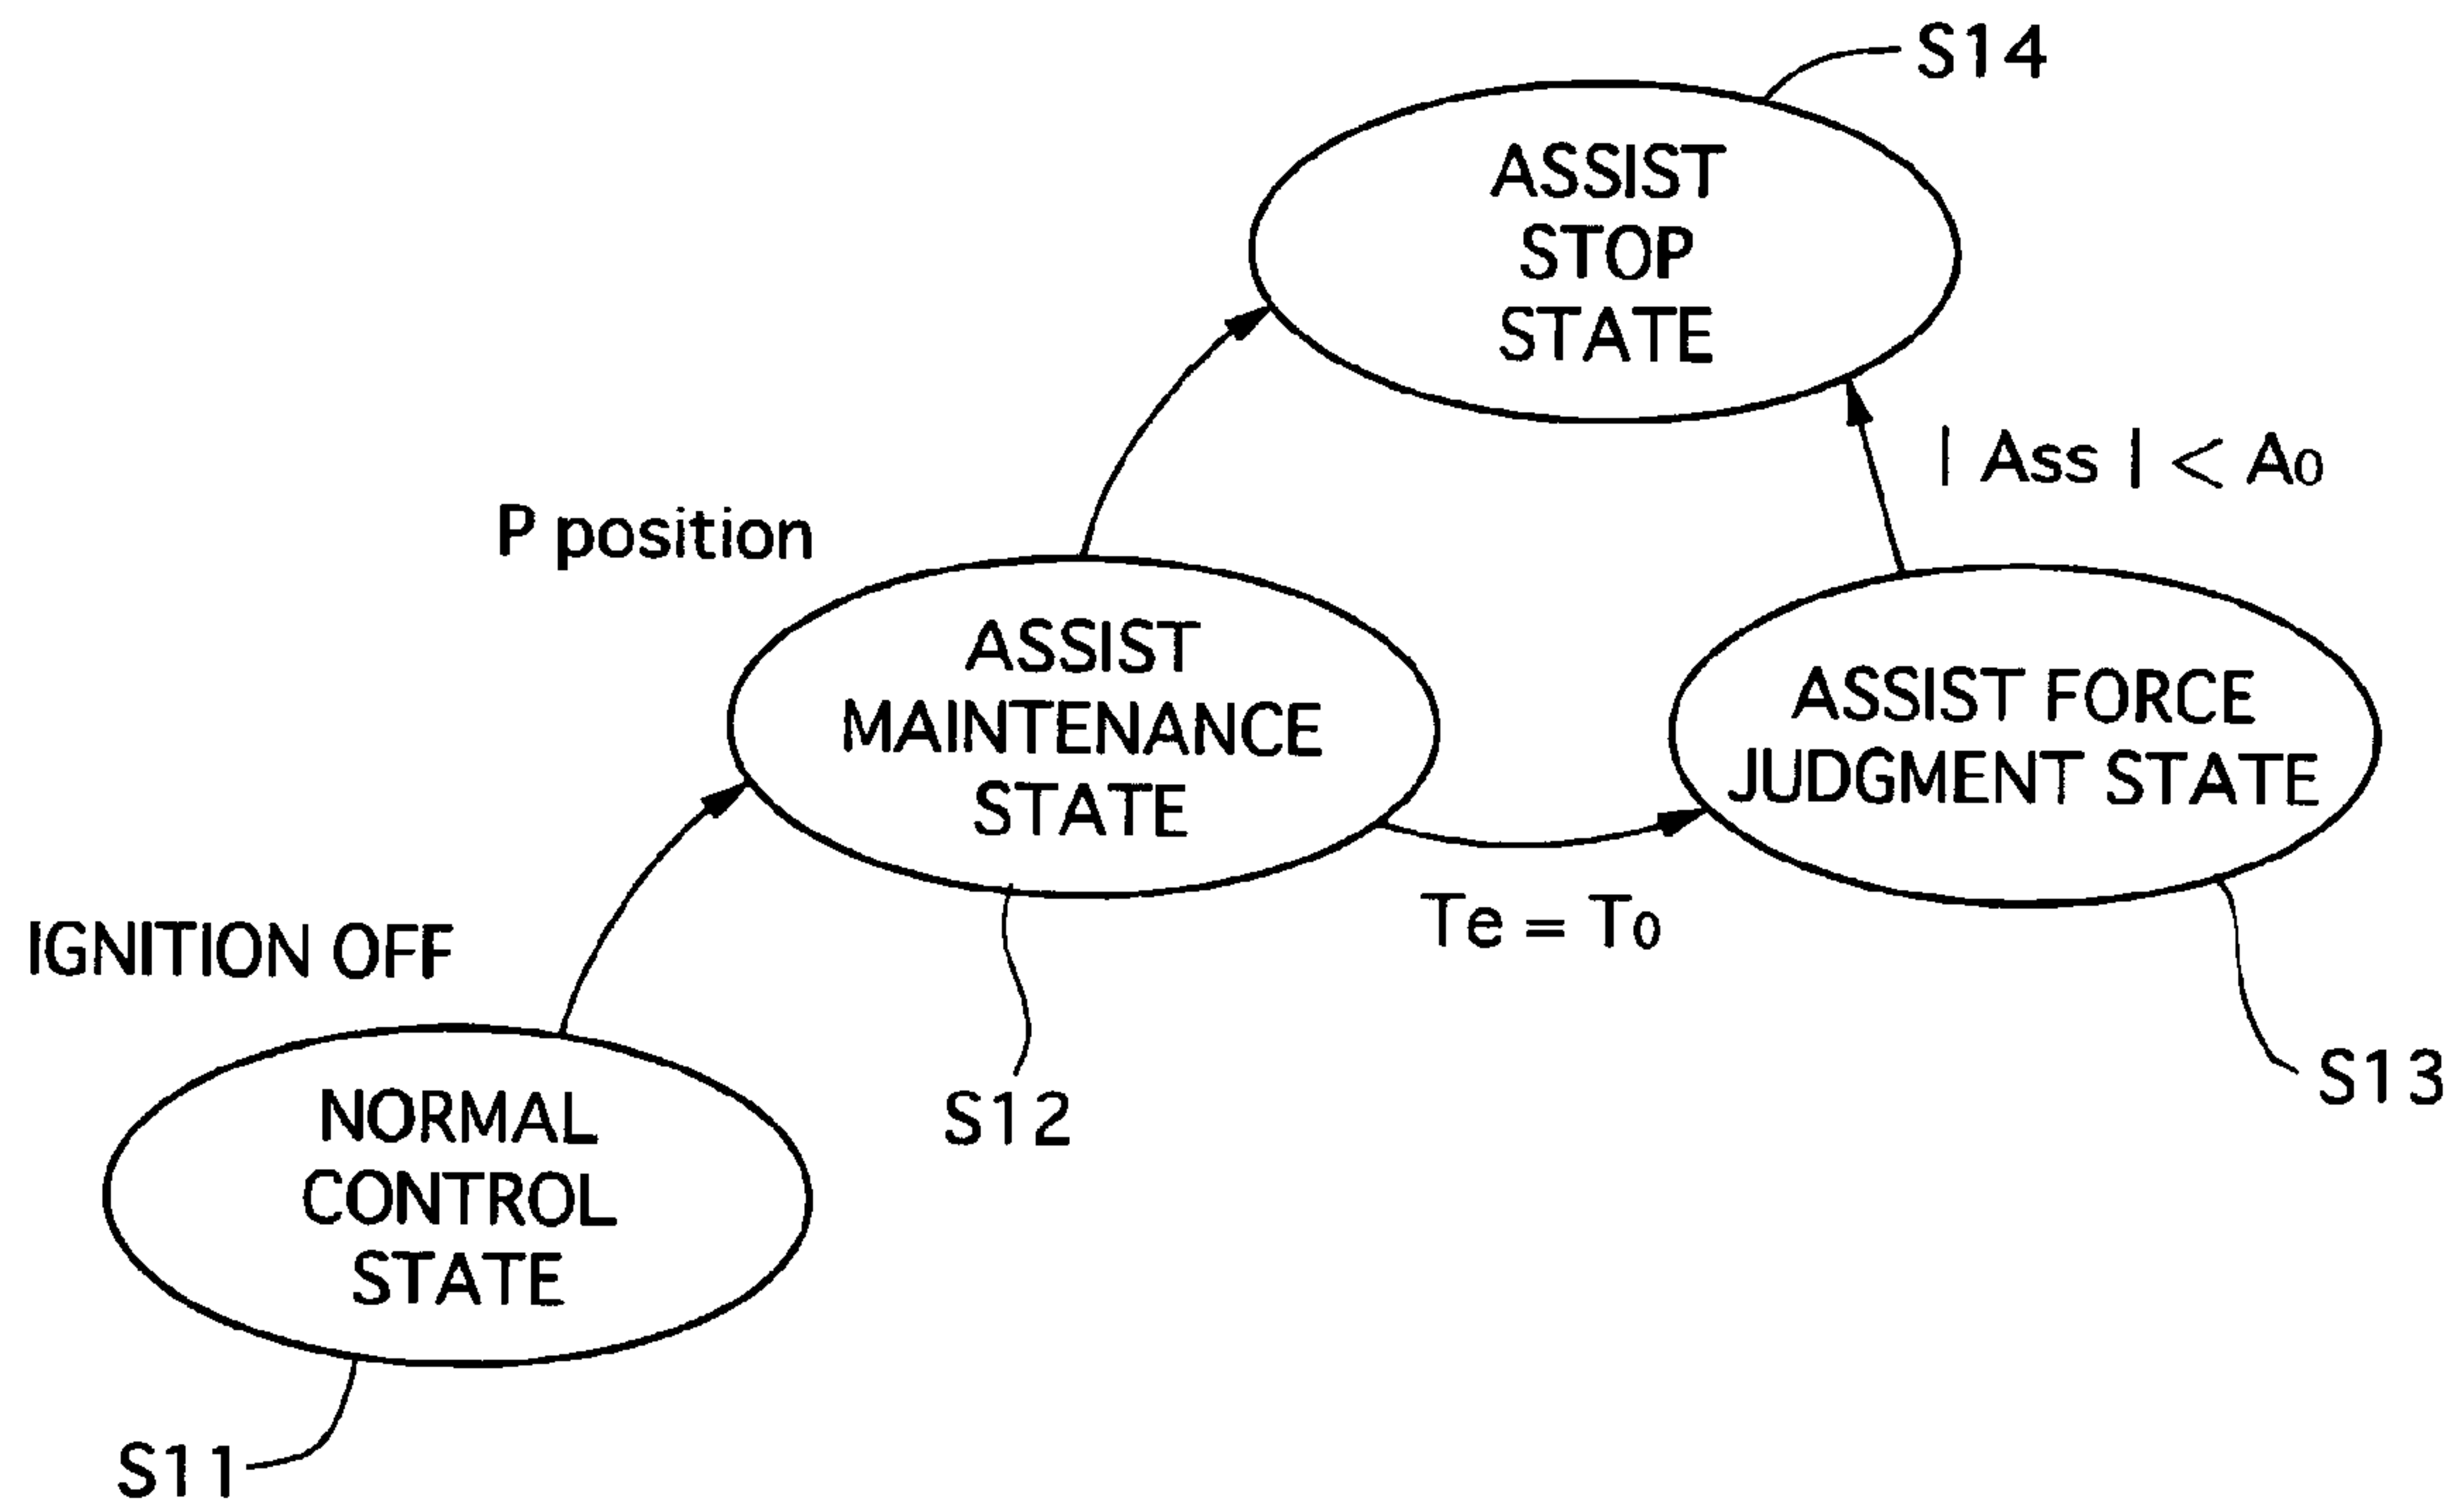 S14
ASSIST
STOP
STATE
| Ass | < A0
P position
ASSIST
MAINTENANCE
STATE
ASSIST FORCE
JUDGMENT STATE
Te = T0
IGNITION OFF
S12
S13
NORMAL
CONTROL
STATE
S11